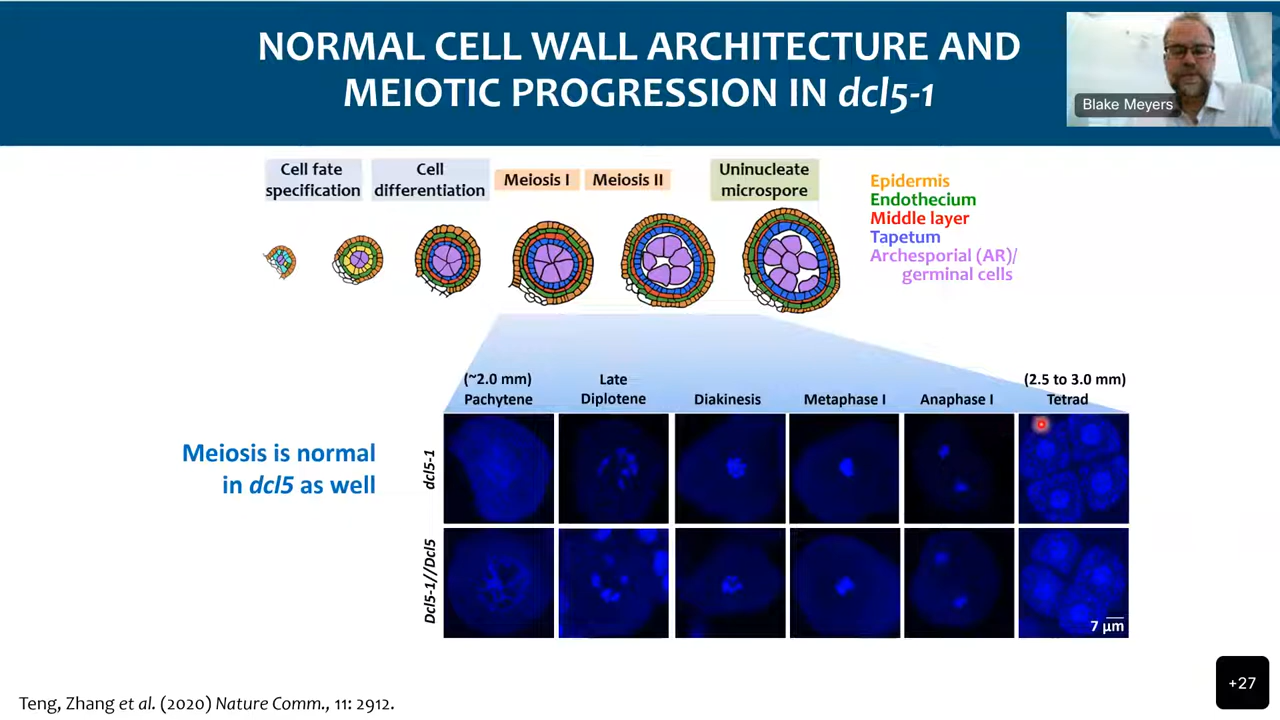 NORMAL CELL WALL ARCHITECTURE AND
MEIOTIC PROGRESSION IN dcl5-1
Blake Meyers
Cell fate
specification
Cell
differentiation
Meiosis I
Meiosis II
Uninucleate
microspore
Epidermis
Endothecium
Middle layer
Tapetum
Archesporial (AR)/
germinal cells
(~2.0 mm)
Pachytene
Late
Diplotene
Diakinesis
Metaphase I
Anaphase I
(2.5 to 3.0 mm)
Tetrad
Meiosis is normal
in dcl5 as well
dcl5-1
Dcl5-1//Dcl5
7 µm
+27
Teng, Zhang et al. (2020) Nature Comm., 11: 2912.